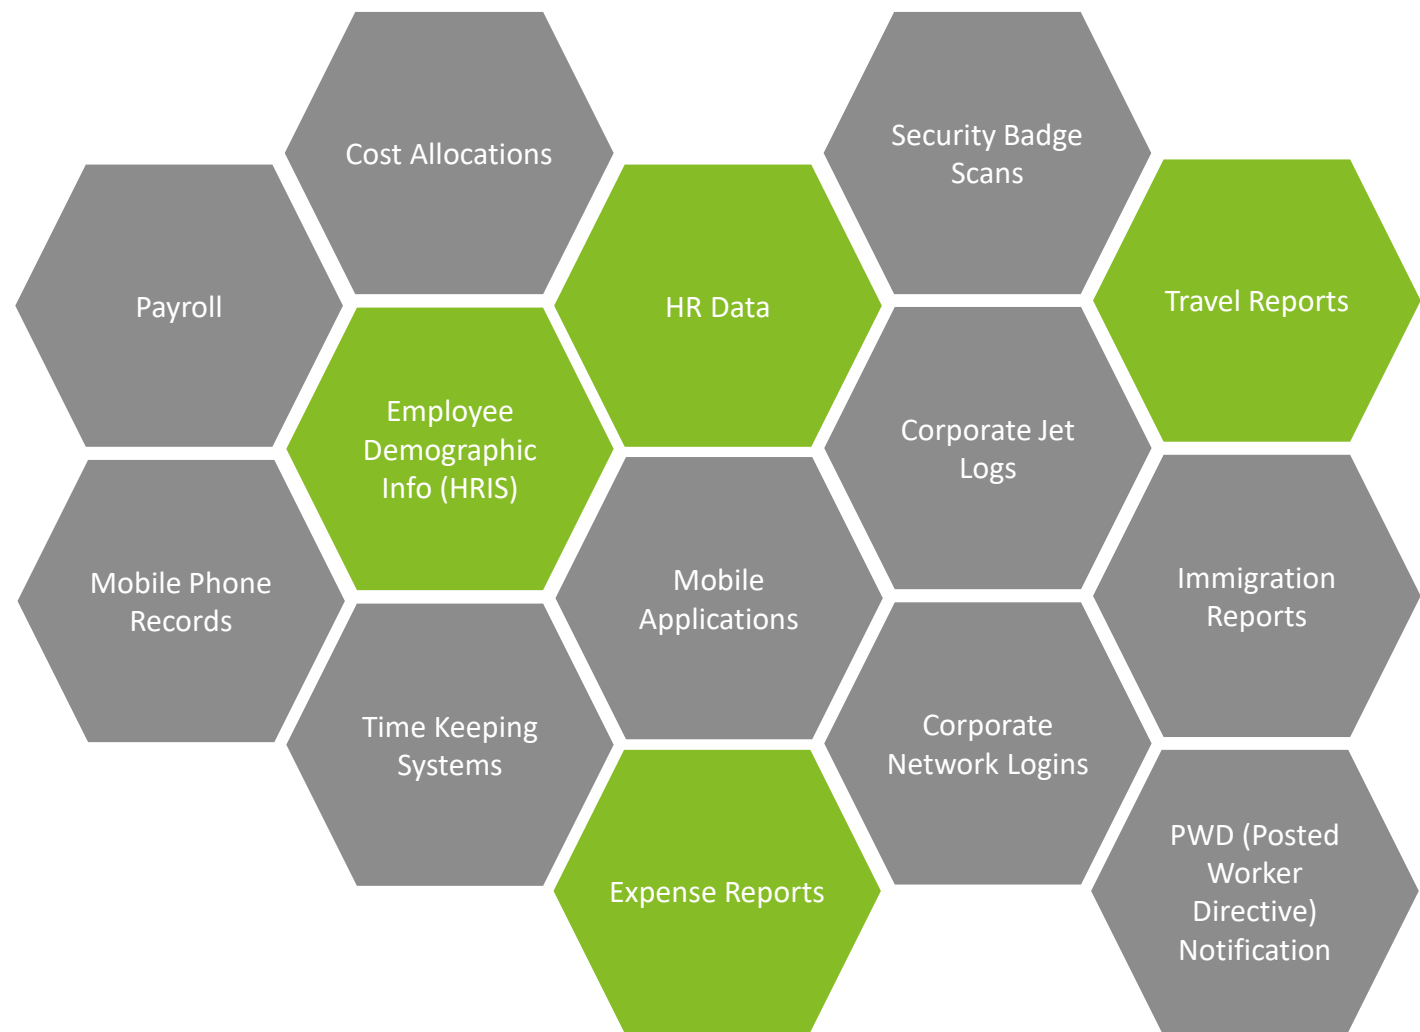 Cost Allocations
Security Badge
Scans
Payroll
HR Data
Travel Reports
Employee
Demographic
Info (HRIS)
Corporate Jet
Logs
Mobile Phone
Records
Mobile
Applications
Immigration
Reports
Time Keeping
Systems
Corporate
Network Logins
Expense Reports
PWD (Posted
Worker
Directive)
Notification